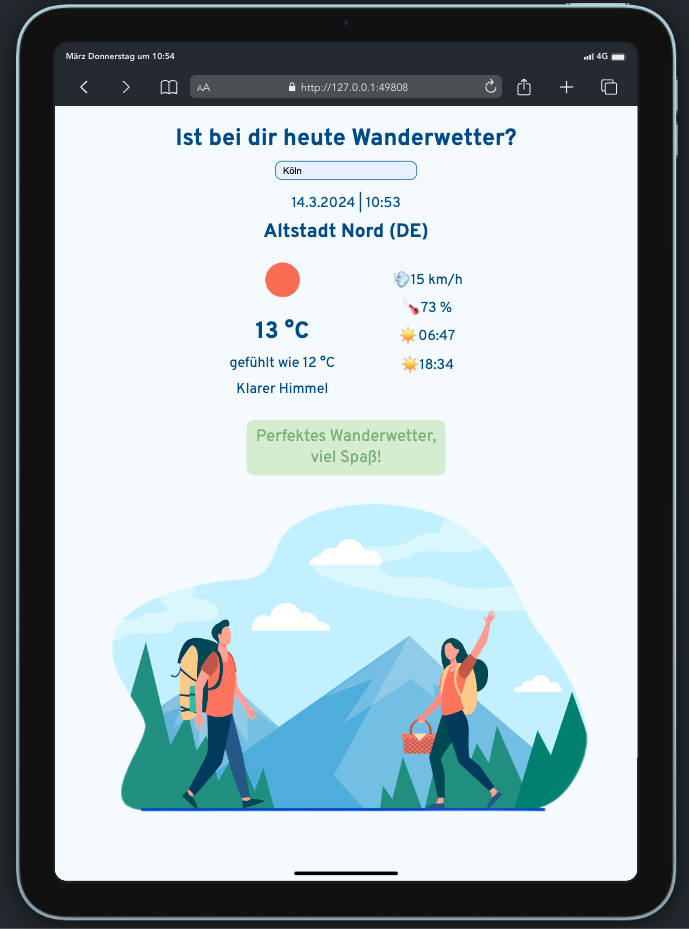 März Donnerstag um 10:54
4G
AA
http://127.0.0.1:49808
Ist bei dir heute Wanderwetter?
Köln
14.3.2024 | 10:53
Altstadt Nord (DE)
15 km/h
73 %
06:47
18:34
13 °C
gefühlt wie 12 °C
Klarer Himmel
Perfektes Wanderwetter,
viel Spaß!